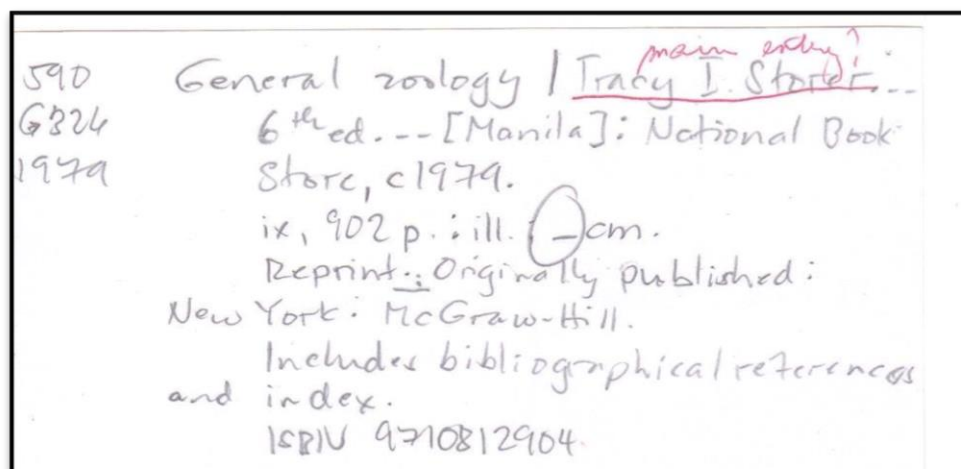 main entry?
590 General zoology / Tracy I. Storer...
G324 6th ed. -- [Manila]: National Book
1979 Store, c1979.
ix, 902 p. : ill. _ cm.
Reprint. Originally published:
New York: McGraw-Hill.
Includes bibliographical references
and index.
ISBN 9710812904